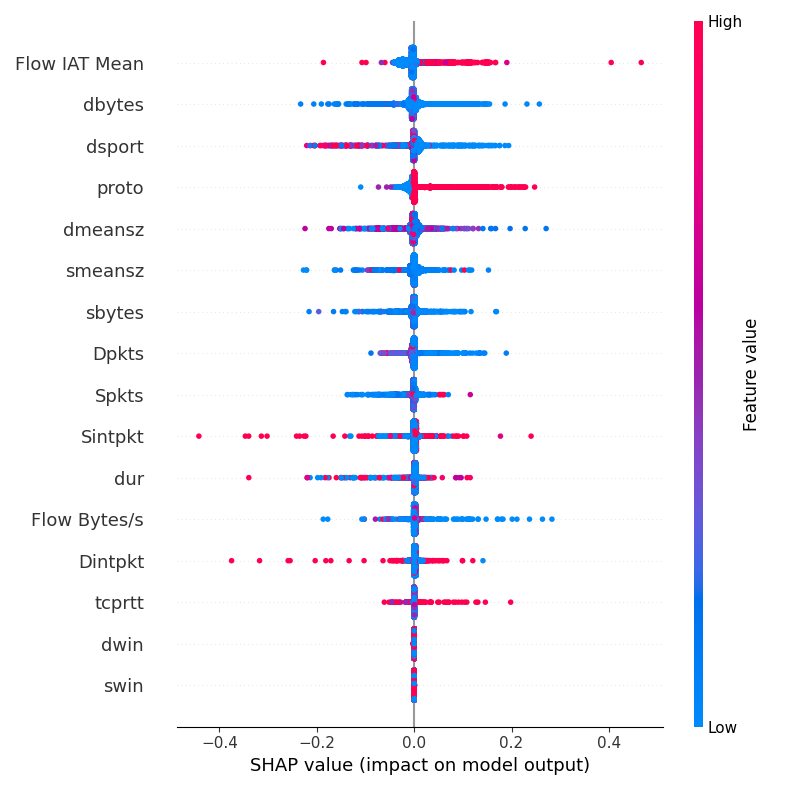 High
Flow IAT Mean
dbytes
dsport
proto
dmeansz
smeansz
sbytes
Dpkts
Spkts
Sintpkt
dur
Flow Bytes/s
Dintpkt
tcprtt
dwin
swin
Feature value
Low
−0.4 −0.2 0.0 0.2 0.4
SHAP value (impact on model output)